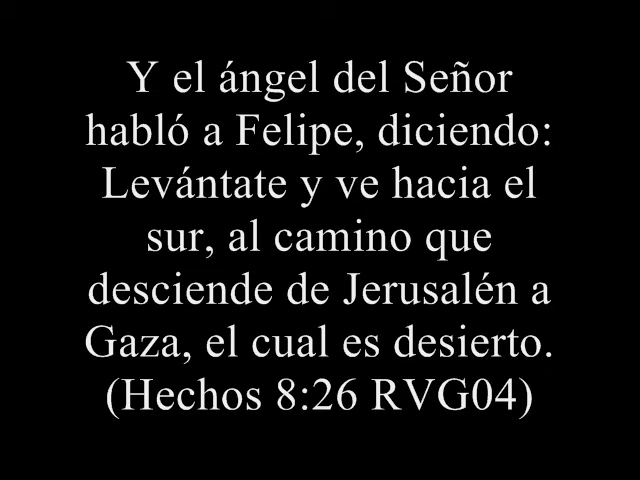 Y el ángel del Señor
habló a Felipe, diciendo:
Levántate y ve hacia el
sur, al camino que
desciende de Jerusalén a
Gaza, el cual es desierto.
(Hechos 8:26 RVG04)